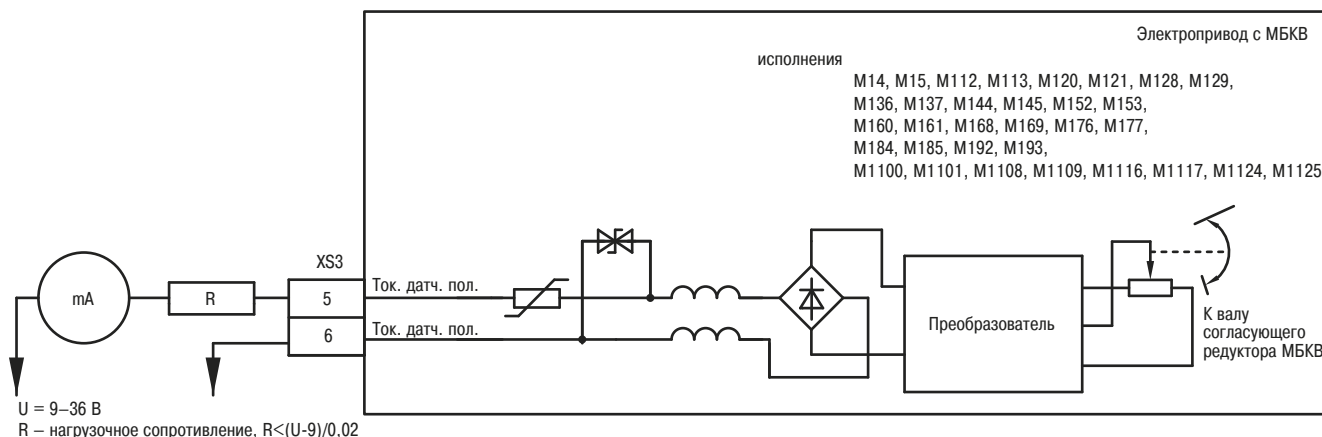 Электропривод с МБКВ
исполнения
М14, М15, М112, М113, М120, М121, М128, М129,
М136, М137, М144, М145, М152, М153,
М160, М161, М168, М169, М176, М177,
М184, М185, М192, М193,
М1100, М1101, М1108, М1109, М1116, М1117, М1124, М1125
XS3
mA
R
5
Ток. датч. пол.
6
Ток. датч. пол.
Преобразователь
К валу
согласующего
редуктора МБКВ
U = 9–36 В
R – нагрузочное сопротивление, R<(U-9)/0,02